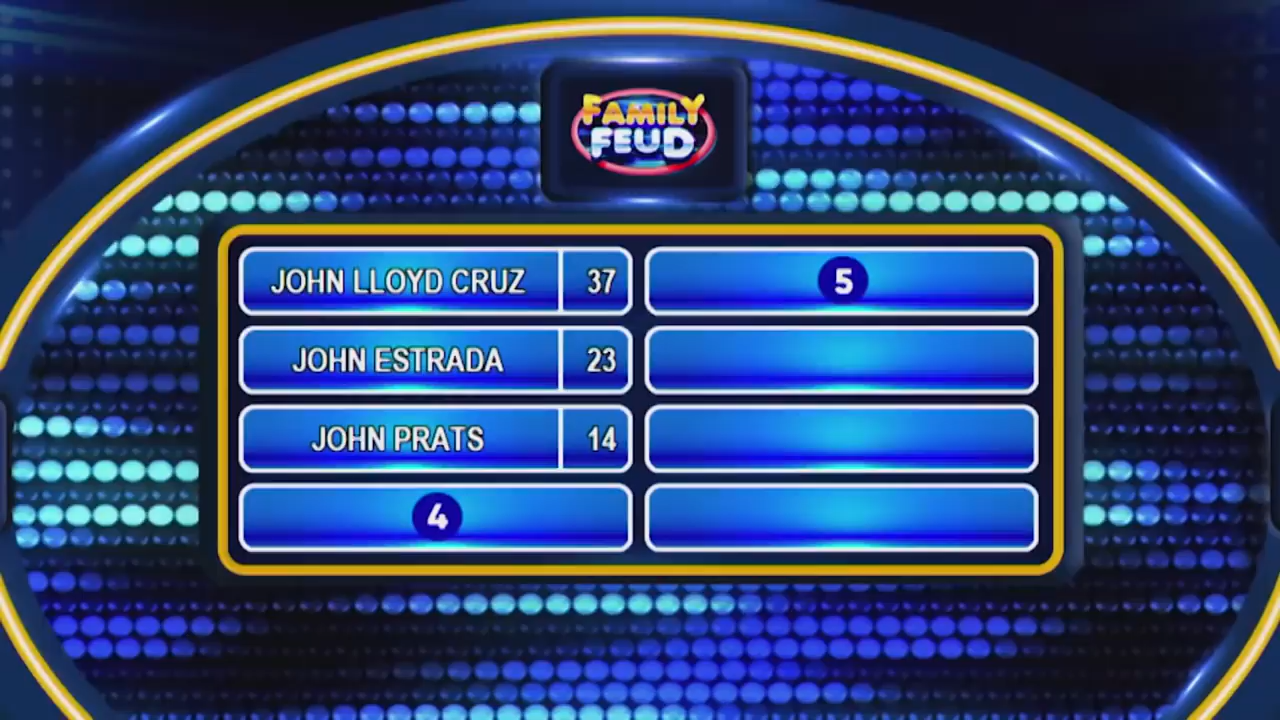 FAMILY
FEUD
JOHN LLOYD CRUZ 37
JOHN ESTRADA 23
JOHN PRATS 14
4
5